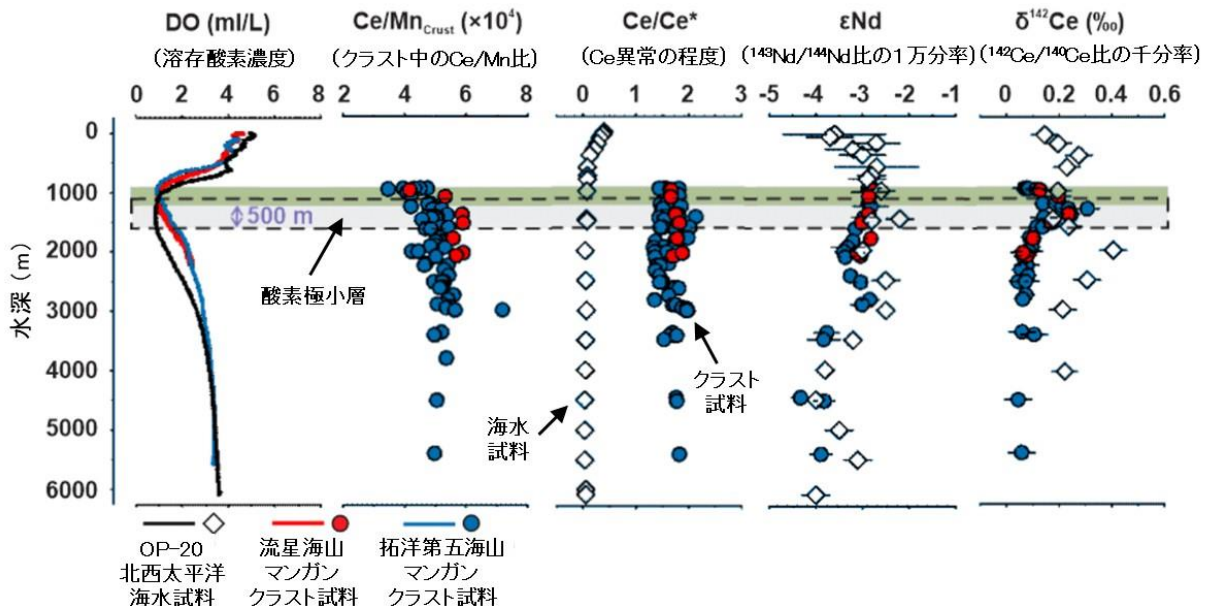 DO (ml/L)
(溶存酸素濃度)
0 2 4 6 8
Ce/Mn Crust (×10⁴)
(クラスト中のCe/Mn比)
2 4 6 8
Ce/Ce*
(Ce異常の程度)
-1 0 1 2 3
εNd
(¹⁴³Nd/¹⁴⁴Nd比の1万分率)
-5 -4 -3 -2 -1
δ¹⁴²Ce (‰)
(¹⁴²Ce/¹⁴⁰Ce比の千分率)
0 0.2 0.4 0.6
水深(m)
0
1000
2000
3000
4000
5000
6000
500 m
酸素極小層
海水
試料
クラスト
試料
OP-20
北西太平洋
海水試料
流星海山
マンガン
クラスト試料
拓洋第五海山
マンガン
クラスト試料